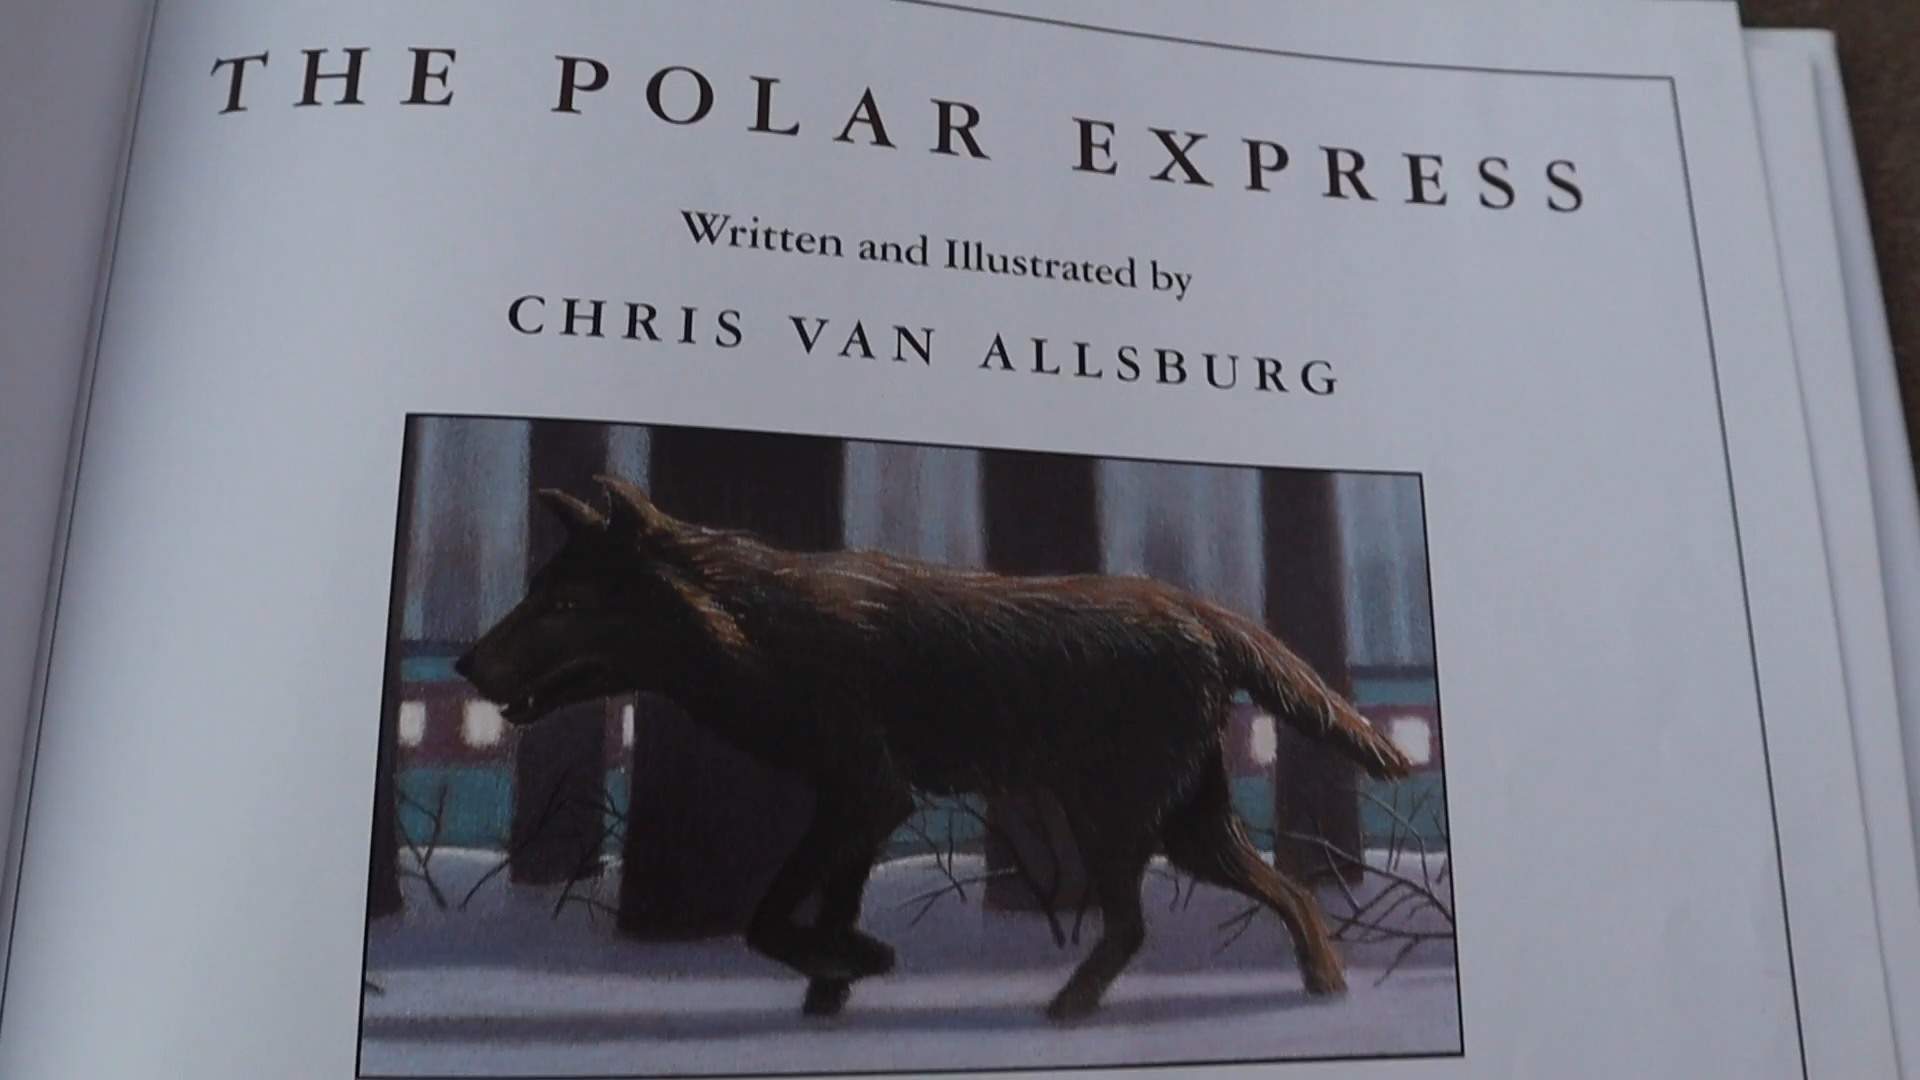 THE POLAR EXPRESS
Written and Illustrated by
CHRIS VAN ALLSBURG